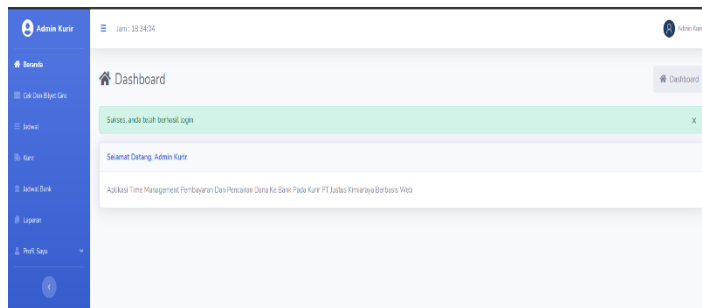 Admin Kurir
Jam : 18:34:04
Admin Kurir
Beranda
Dashboard
Dashboard
Cek Dan Bilyet Giro
Sukses, anda telah berhasil login
X
Jadwal
Kurir
Selamat Datang, Admin Kurir
Jadwal Bank
Aplikasi Time Management Pembayaran Dan Pencairan Dana Ke Bank Pada Kurir PT Justus Kimiaraya Berbasis Web
Laporan
Profil Saya